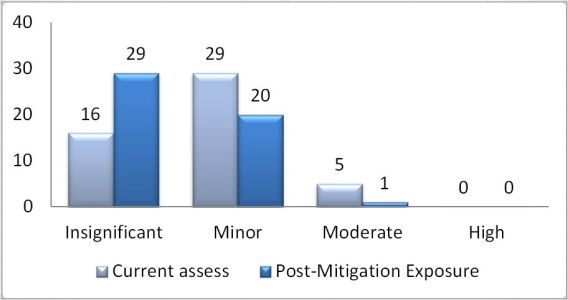 40
30
20
10
0
16
29
29
20
5
1
0
0
Insignificant
Minor
Moderate
High
Current assess
Post-Mitigation Exposure